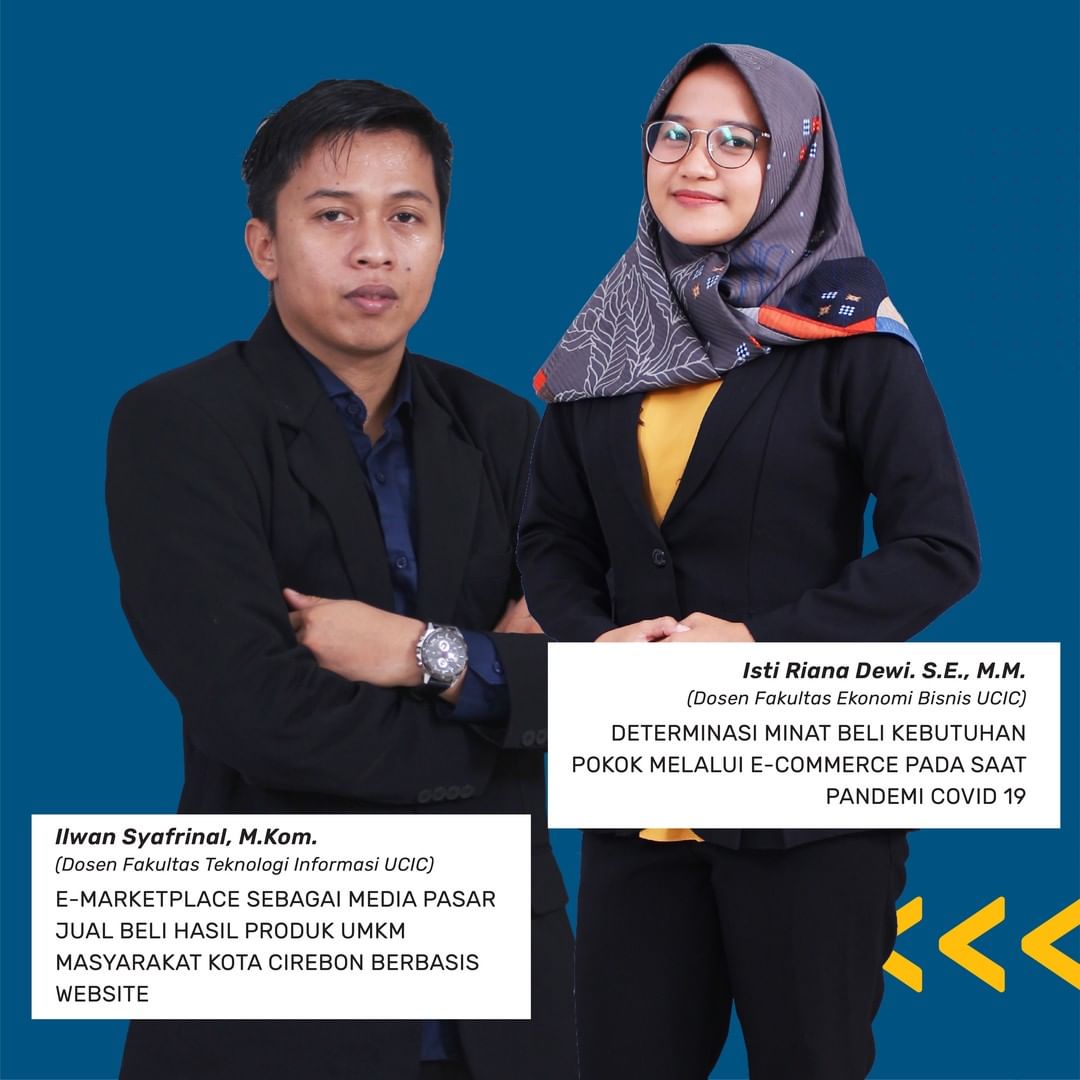 Isti Riana Dewi. S.E., M.M.
(Dosen Fakultas Ekonomi Bisnis UCIC)
DETERMINASI MINAT BELI KEBUTUHAN
POKOK MELALUI E-COMMERCE PADA SAAT
PANDEMI COVID 19
Ilwan Syafrinal, M.Kom.
(Dosen Fakultas Teknologi Informasi UCIC)
E-MARKETPLACE SEBAGAI MEDIA PASAR
JUAL BELI HASIL PRODUK UMKM
MASYARAKAT KOTA CIREBON BERBASIS
WEBSITE